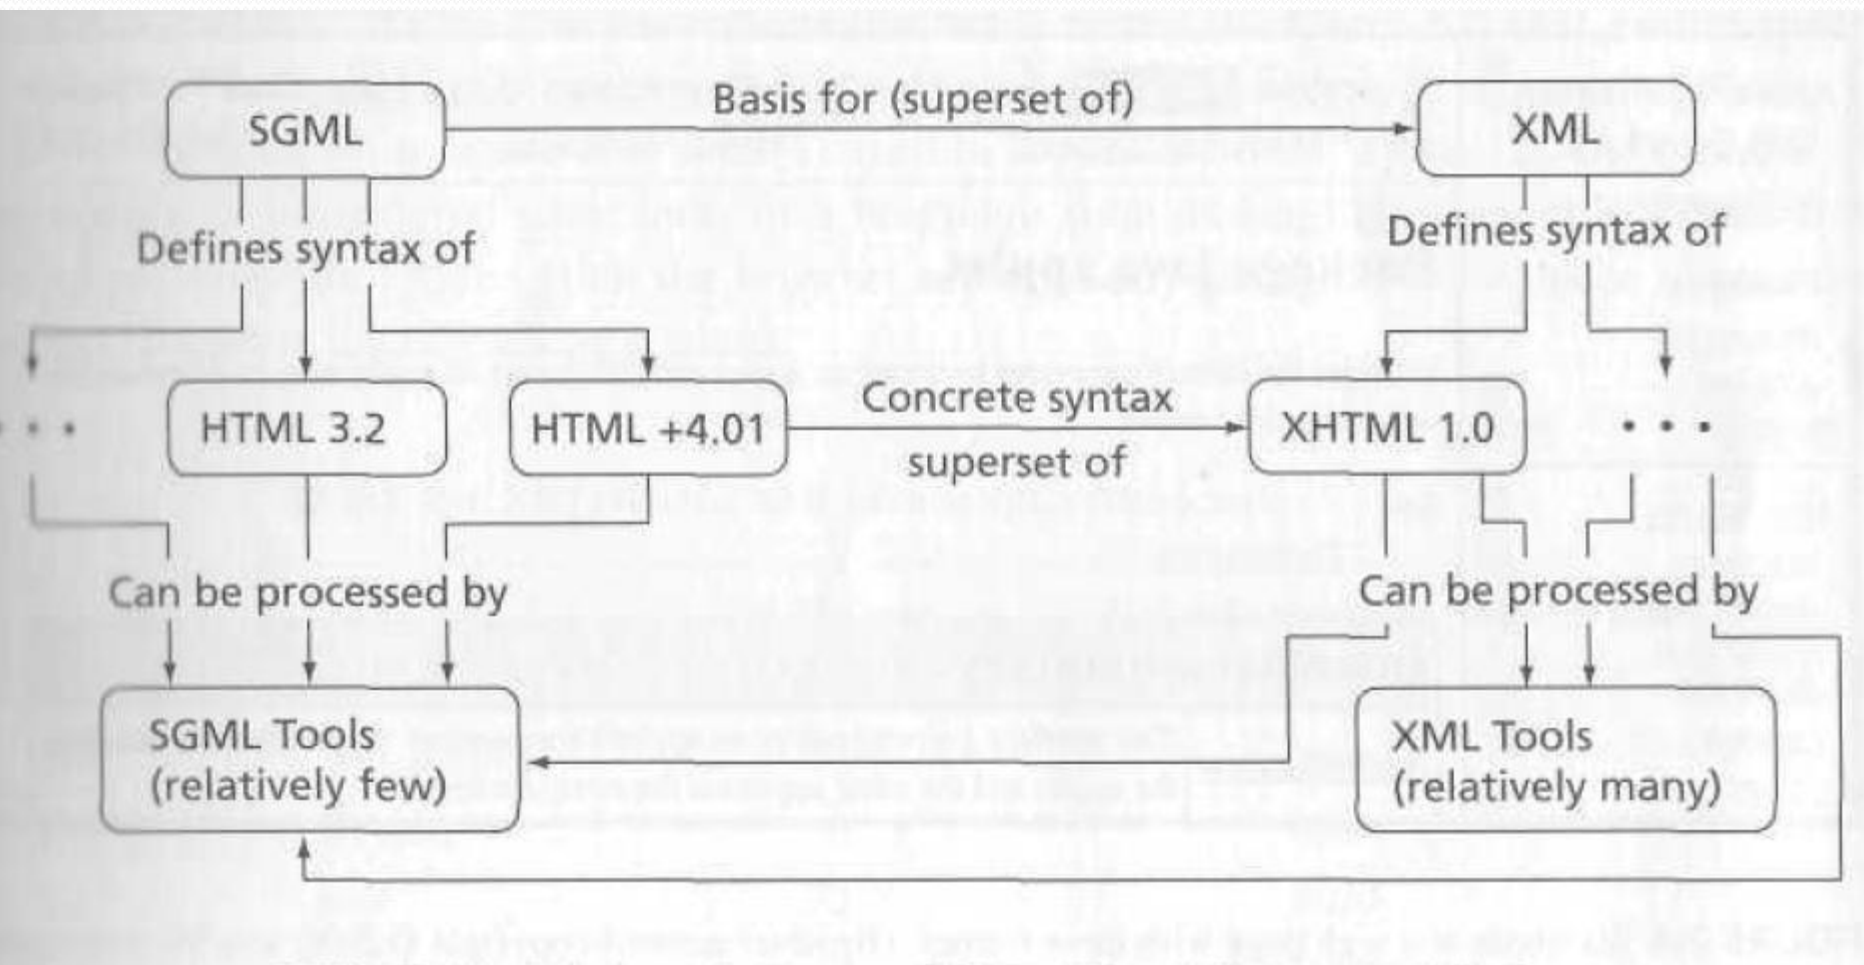 SGML
Basis for (superset of)
XML
Defines syntax of
Defines syntax of
• • •
HTML 3.2
HTML +4.01
Concrete syntax
superset of
XHTML 1.0
• • •
Can be processed by
Can be processed by
SGML Tools
(relatively few)
XML Tools
(relatively many)